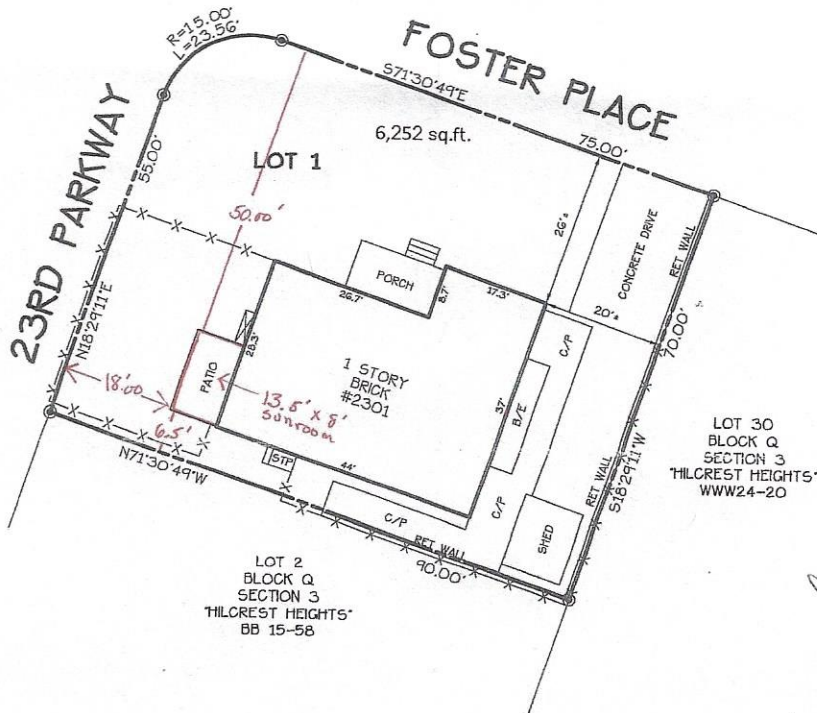 R=15.00'
L=23.56'
FOSTER PLACE
S71°30'49"E
75.00'
6,252 sq.ft.
23RD PARKWAY
55.00'
N18°29'11"E
LOT 1
50.00'
26'±
CONCRETE DRIVE
RET WALL
70.00'
S18°29'11"W
RET WALL
20'±
PORCH
26.7'
8.7'
17.3'
28.3'
PATIO
1 STORY
BRICK
#2301
37'
B/E
C/P
C/P
18'.00
13.5' x 8'
sunroom
6.5'
N71°30'49"W
STP
44'
C/P
RET WALL
90.00'
SHED
LOT 2
BLOCK Q
SECTION 3
"HILCREST HEIGHTS"
BB 15-58
LOT 30
BLOCK Q
SECTION 3
"HILCREST HEIGHTS"
WWW24-20